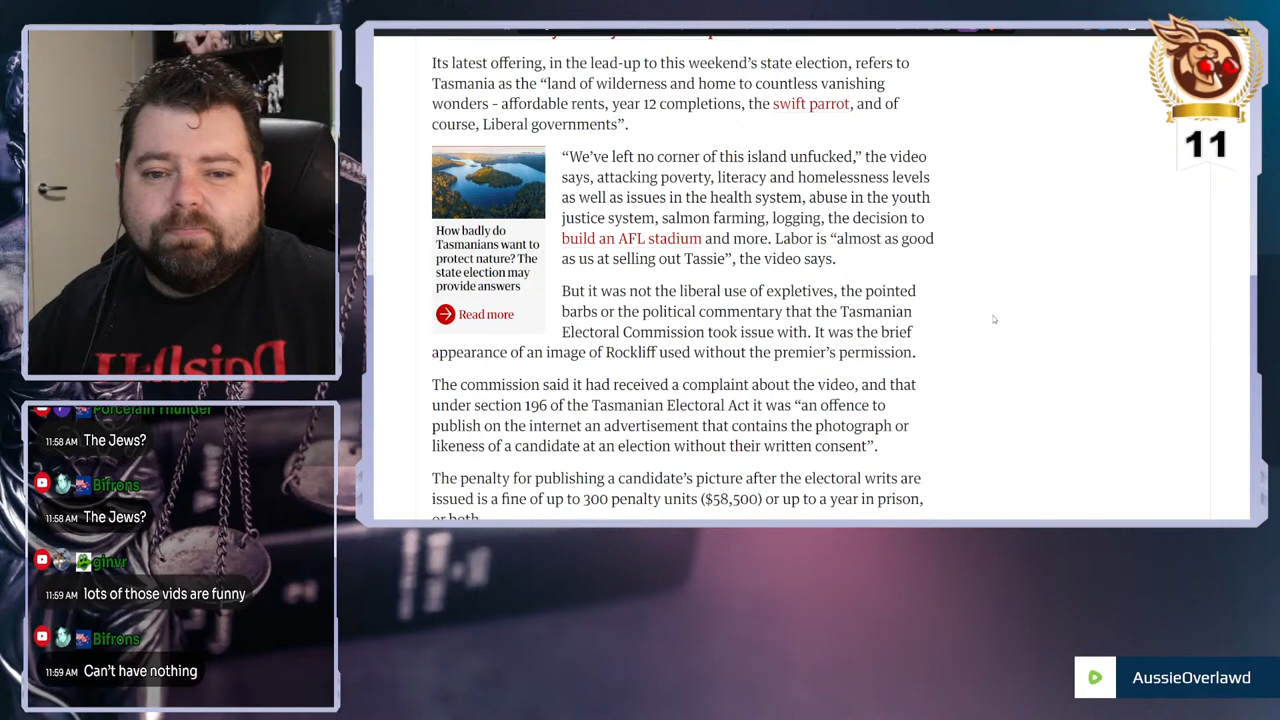 Its latest offering, in the lead-up to this weekend's state election, refers to
Tasmania as the “land of wilderness and home to countless vanishing
wonders – affordable rents, year 12 completions, the swift parrot, and of
course, Liberal governments”.
“We’ve left no corner of this island unfucked,” the video
says, attacking poverty, literacy and homelessness levels
as well as issues in the health system, abuse in the youth
justice system, salmon farming, logging, the decision to
build an AFL stadium and more. Labor is “almost as good
as us at selling out Tassie”, the video says.
How badly do
Tasmanians want to
protect nature? The
state election may
provide answers
Read more
But it was not the liberal use of expletives, the pointed
barbs or the political commentary that the Tasmanian
Electoral Commission took issue with. It was the brief
appearance of an image of Rockliff used without the premier’s permission.
The commission said it had received a complaint about the video, and that
under section 196 of the Tasmanian Electoral Act it was “an offence to
publish on the internet an advertisement that contains the photograph or
likeness of a candidate at an election without their written consent”.
The penalty for publishing a candidate’s picture after the electoral writs are
issued is a fine of up to 300 penalty units ($58,500) or up to a year in prison,
or both
11
Porcelain Thunder
11:58 AM The Jews?
Bifrons
11:58 AM The Jews?
ginvr
11:59 AM lots of those vids are funny
Bifrons
11:59 AM Can’t have nothing
AussieOverlawd